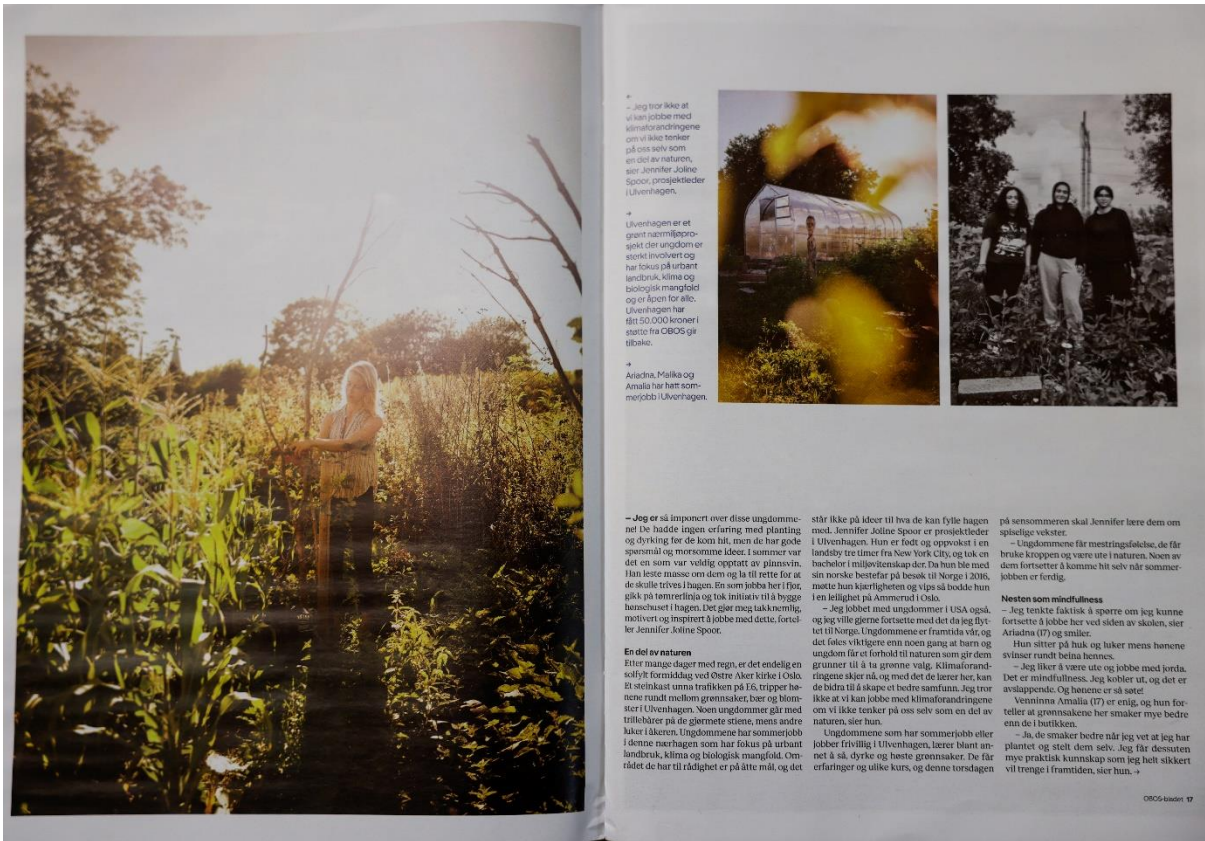 ←
– Jeg tror ikke at
vi kan jobbe med
klimaforandringene
om vi ikke tenker
på oss selv som
en del av naturen,
sier Jennifer Joline
Spoor, prosjektleder
i Ulvenhagen.
↗
Ulvenhagen er et
grønt nærmiljøpro-
sjekt der ungdom er
sterkt involvert og
har fokus på urbant
landbruk, klima og
biologisk mangfold
og er åpen for alle.
Ulvenhagen har
fått 50.000 kroner i
støtte fra OBOS gir
tilbake.
→
Ariadna, Malika og
Amalia har hatt som-
merjobb i Ulvenhagen.
– Jeg er så imponert over disse ungdomme-
ne! De hadde ingen erfaring med planting
og dyrking før de kom hit, men de har gode
spørsmål og morsomme ideer. I sommer var
det en som var veldig opptatt av pinnsvin.
Han leste masse om dem og la til rette for at
de skulle trives i hagen. En som jobba her i fjor,
gikk på tømrerlinja og tok initiativ til å bygge
hønsehuset i hagen. Det gjør meg takknemlig,
motivert og inspirert å jobbe med dette, fortel-
ler Jennifer Joline Spoor.
En del av naturen
Etter mange dager med regn, er det endelig en
solfylt formiddag ved Østre Aker kirke i Oslo.
Et steinkast unna trafikken på E6, tripper hø-
nene rundt mellom grønnsaker, bær og blom-
ster i Ulvenhagen. Noen ungdommer går med
trillebårer på de gjørmete stiene, mens andre
luker i åkeren. Ungdommene har sommerjobb
i denne nærhagen som har fokus på urbant
landbruk, klima og biologisk mangfold. Om-
rådet de har til rådighet er på åtte mål, og det
står ikke på ideer til hva de kan fylle hagen
med. Jennifer Joline Spoor er prosjektleder
i Ulvenhagen. Hun er født og oppvokst i en
landsby tre timer fra New York City, og tok en
bachelor i miljøvitenskap der. Da hun ble med
sin norske bestefar på besøk til Norge i 2016,
møtte hun kjærligheten og vips så bodde hun
i en leilighet på Ammerud i Oslo.
– Jeg jobbet med ungdommer i USA også,
og jeg ville gjerne fortsette med det da jeg flyt-
tet til Norge. Ungdommene er framtida vår, og
det føles viktigere enn noen gang at barn og
ungdom får et forhold til naturen som gir dem
grunner til å ta grønne valg. Klimaforand-
ringene skjer nå, og med det de lærer her, kan
de bidra til å skape et bedre samfunn. Jeg tror
ikke at vi kan jobbe med klimaforandringene
om vi ikke tenker på oss selv som en del av
naturen, sier hun.
Ungdommene som har sommerjobb eller
jobber frivillig i Ulvenhagen, lærer blant an-
net å så, dyrke og høste grønnsaker. De får
erfaringer og ulike kurs, og denne torsdagen
på sensommeren skal Jennifer lære dem om
spiselige vekster.
– Ungdommene får mestringsfølelse, de får
bruke kroppen og være ute i naturen. Noen av
dem fortsetter å komme hit selv når sommer-
jobben er ferdig.
Nesten som mindfullness
– Jeg tenkte faktisk å spørre om jeg kunne
fortsette å jobbe her ved siden av skolen, sier
Ariadna (17) og smiler.
Hun sitter på huk og luker mens hønene
svinser rundt beina hennes.
– Jeg liker å være ute og jobbe med jorda.
Det er mindfullness. Jeg kobler ut, og det er
avslappende. Og hønene er så søte!
Venninna Amalia (17) er enig, og hun for-
teller at grønnsakene her smaker mye bedre
enn de i butikken.
– Ja, de smaker bedre når jeg vet at jeg har
plantet og stelt dem selv. Jeg får dessuten
mye praktisk kunnskap som jeg helt sikkert
vil trenge i framtiden, sier hun. →
OBOS-bladet 17